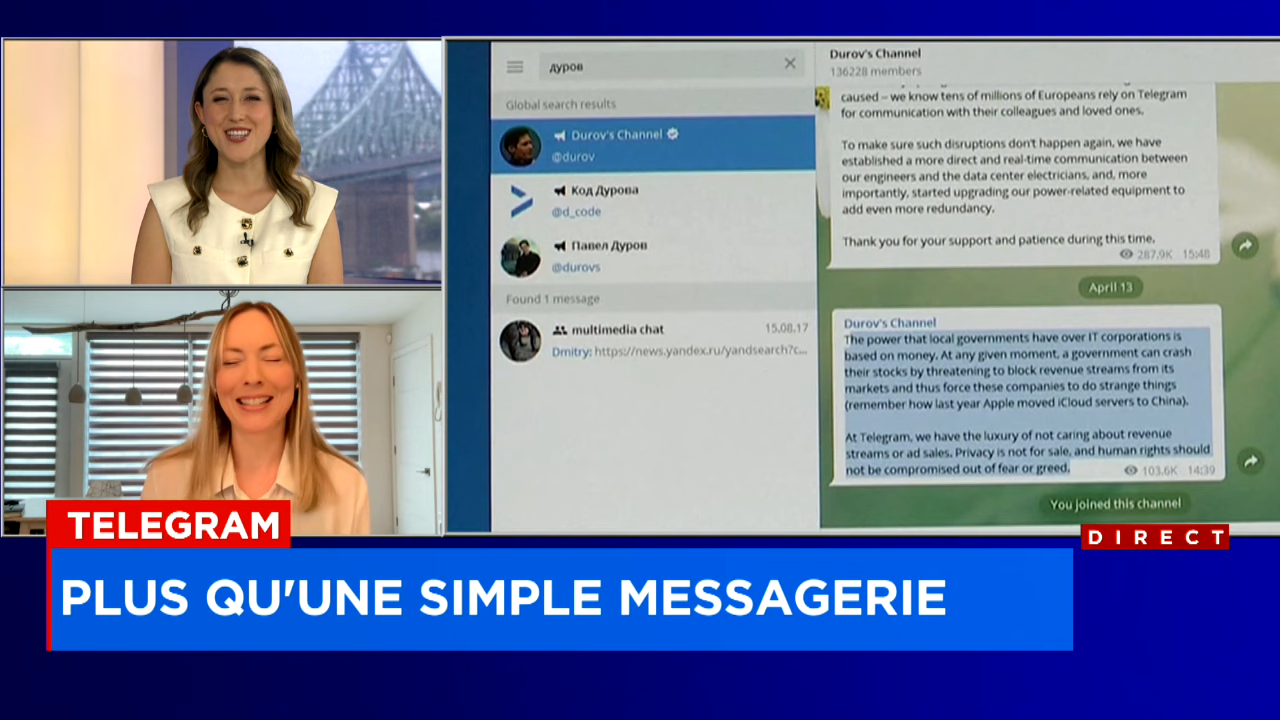 дуров
Global search results
Durov's Channel
@durov
Код Дурова
@d_code
Павел Дуров
@durovs
Found 1 message
multimedia chat 15.08.17
Dmitry: https://news.yandex.ru/yandsearch?c...
Durov's Channel
136228 members
caused – we know tens of millions of Europeans rely on Telegram
for communication with their colleagues and loved ones.
To make sure such disruptions don't happen again, we have
established a more direct and real-time communication between
our engineers and the data center electricians, and, more
importantly, started upgrading our power-related equipment to
add even more redundancy.
Thank you for your support and patience during this time.
287.9K 15:48
April 13
Durov's Channel
The power that local governments have over IT corporations is
based on money. At any given moment, a government can crash
their stocks by threatening to block revenue streams from its
markets and thus force these companies to do strange things
(remember how last year Apple moved iCloud servers to China).
At Telegram, we have the luxury of not caring about revenue
streams or ad sales. Privacy is not for sale, and human rights should
not be compromised out of fear or greed.
103.6K 14:39
You joined this channel
TELEGRAM
DIRECT
PLUS QU'UNE SIMPLE MESSAGERIE